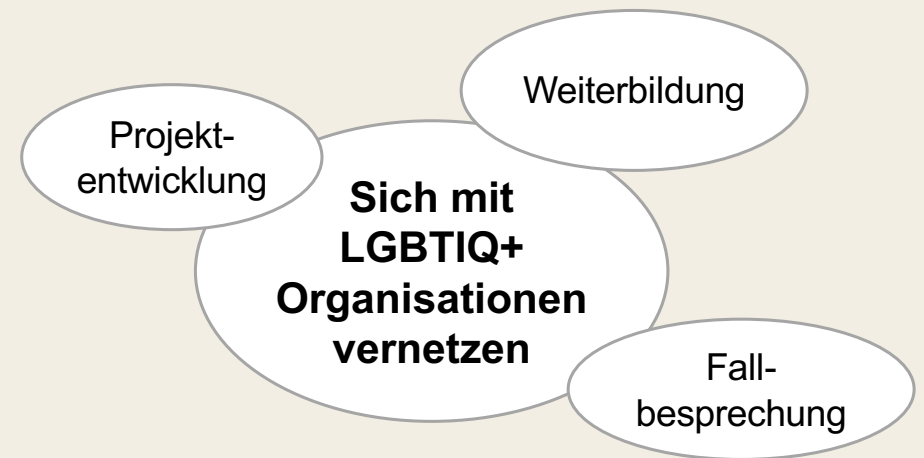 Weiterbildung
Projekt-
entwicklung
Sich mit
LGBTIQ+
Organisationen
vernetzen
Fall-
besprechung